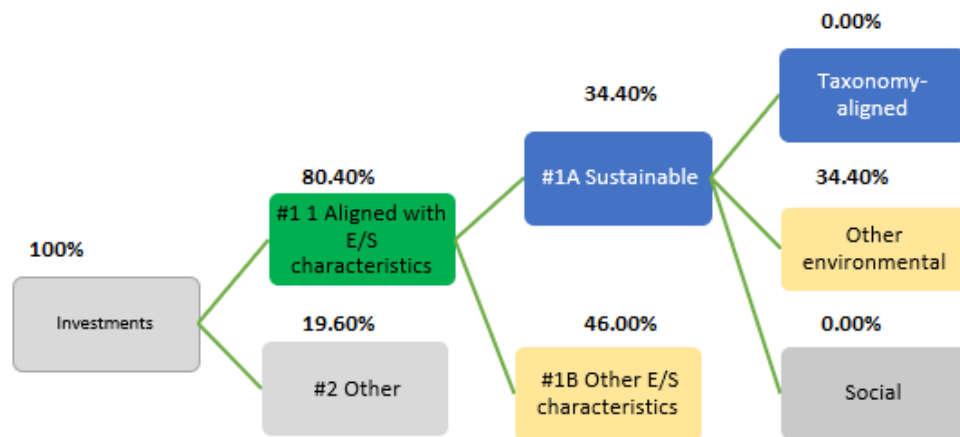 0.00%
Taxonomy-
aligned
34.40%
#1A Sustainable
80.40%
#1 1 Aligned with
E/S
characteristics
34.40%
Other
environmental
100%
Investments
19.60%
#2 Other
46.00%
#1B Other E/S
characteristics
0.00%
Social